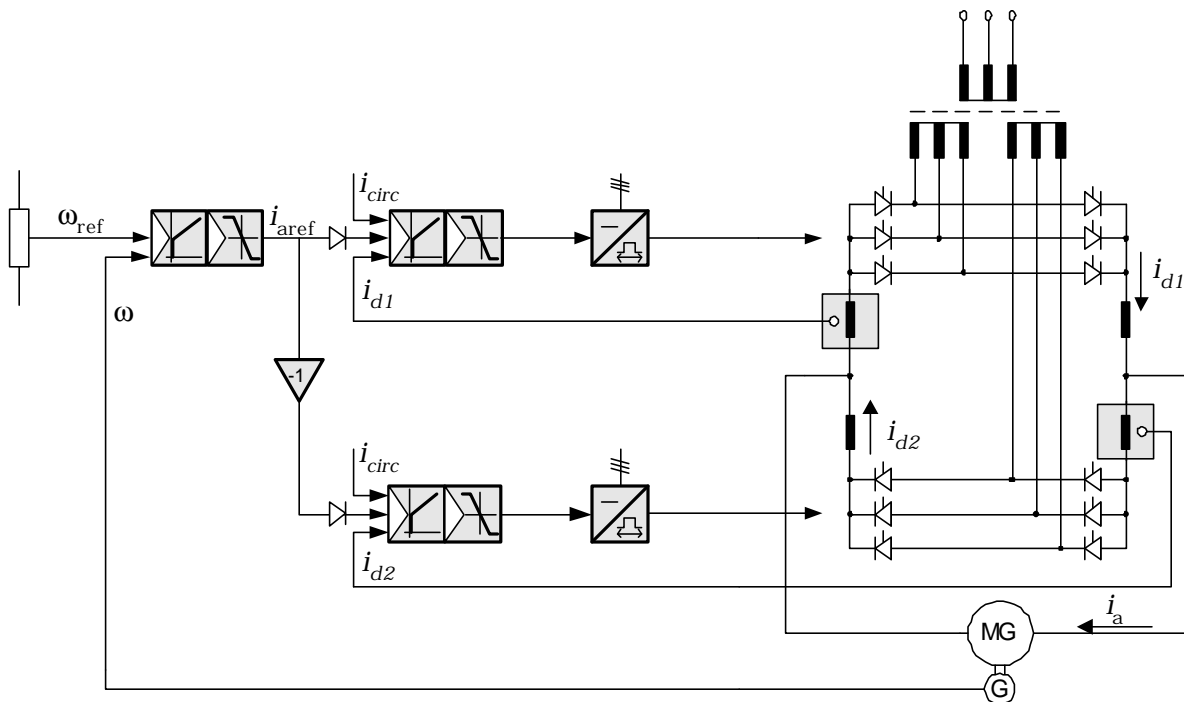 i_circ
ω_ref
i_aref
i_d1
i_d1
ω
-1
i_circ
i_d2
i_d2
i_a
MG
G